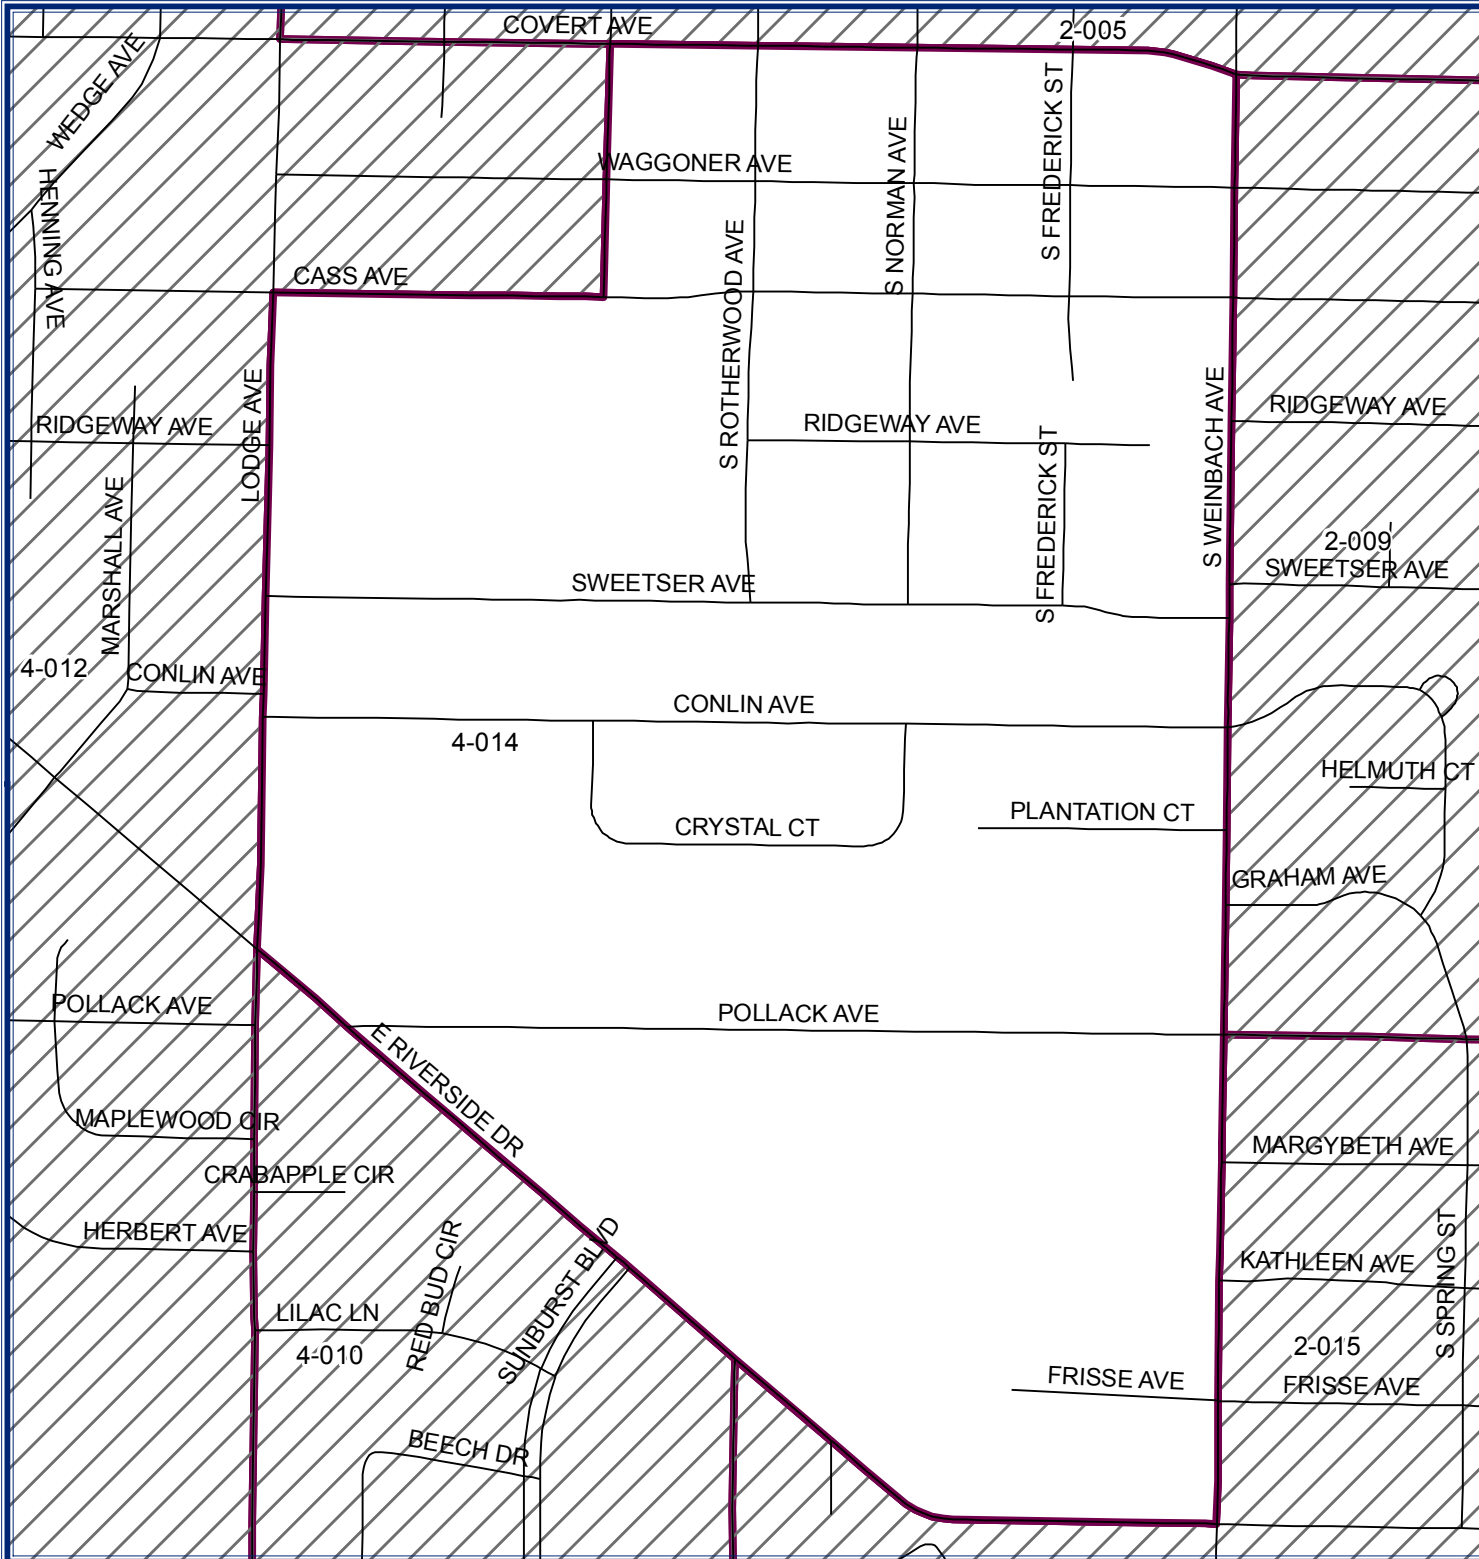 COVERT AVE
2-005
WEDGE AVE
S FREDERICK ST
WAGGONER AVE
S NORMAN AVE
HENNING AVE
S ROTHERWOOD AVE
CASS AVE
LODGE AVE
S WEINBACH AVE
RIDGEWAY AVE
RIDGEWAY AVE
RIDGEWAY AVE
S FREDERICK ST
MARSHALL AVE
2-009
SWEETSER AVE
SWEETSER AVE
4-012
CONLIN AVE
CONLIN AVE
4-014
HELMUTH CT
PLANTATION CT
CRYSTAL CT
GRAHAM AVE
POLLACK AVE
POLLACK AVE
E RIVERSIDE DR
MAPLEWOOD CIR
MARGYBETH AVE
CRABAPPLE CIR
HERBERT AVE
RED BUD CIR
SUNBURST BLVD
KATHLEEN AVE
S SPRING ST
LILAC LN
4-010
2-015
FRISSE AVE
FRISSE AVE
BEECH DR